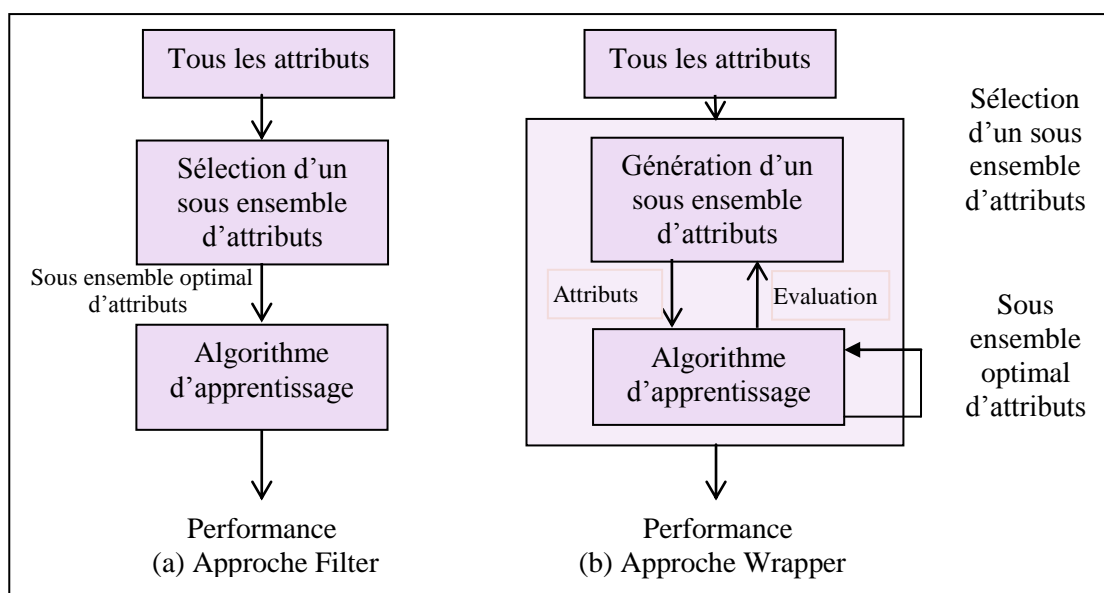 Tous les attributs
Sélection d’un
sous ensemble
d’attributs
Sous ensemble optimal
d’attributs
Algorithme
d’apprentissage
Performance
(a) Approche Filter
Tous les attributs
Génération d’un
sous ensemble
d’attributs
Attributs
Evaluation
Algorithme
d’apprentissage
Performance
(b) Approche Wrapper
Sélection
d’un sous
ensemble
d’attributs
Sous
ensemble
optimal
d’attributs